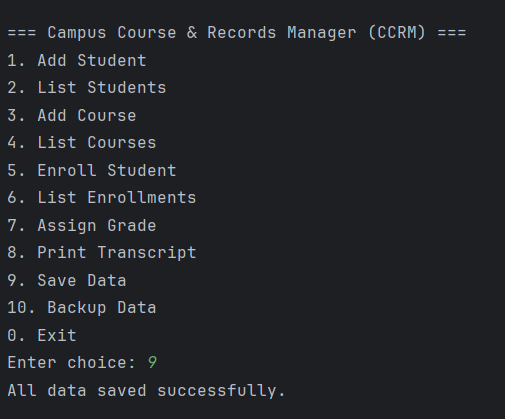 === Campus Course & Records Manager (CCRM) ===
1. Add Student
2. List Students
3. Add Course
4. List Courses
5. Enroll Student
6. List Enrollments
7. Assign Grade
8. Print Transcript
9. Save Data
10. Backup Data
0. Exit
Enter choice: 9
All data saved successfully.